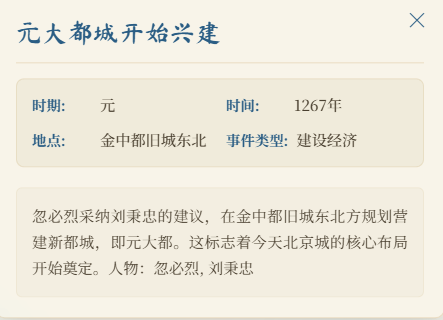 元大都城开始兴建
时期: 元 时间: 1267年
地点: 金中都旧城东北 事件类型: 建设经济
忽必烈采纳刘秉忠的建议，在金中都旧城东北方规划营
建新都城，即元大都。这标志着今天北京城的核心布局
开始奠定。人物：忽必烈, 刘秉忠